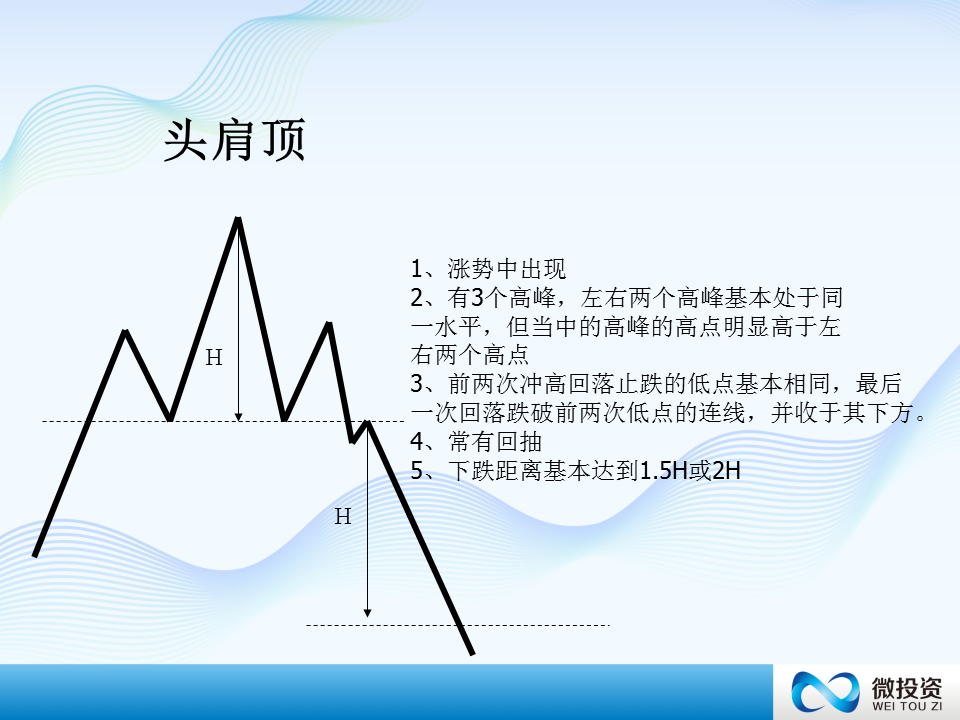 头肩顶
1、涨势中出现
2、有3个高峰，左右两个高峰基本处于同
一水平，但当中的高峰的高点明显高于左
右两个高点
3、前两次冲高回落止跌的低点基本相同，最后
一次回落跌破前两次低点的连线，并收于其下方。
4、常有回抽
5、下跌距离基本达到1.5H或2H
H
H
微投资
WEI TOU ZI